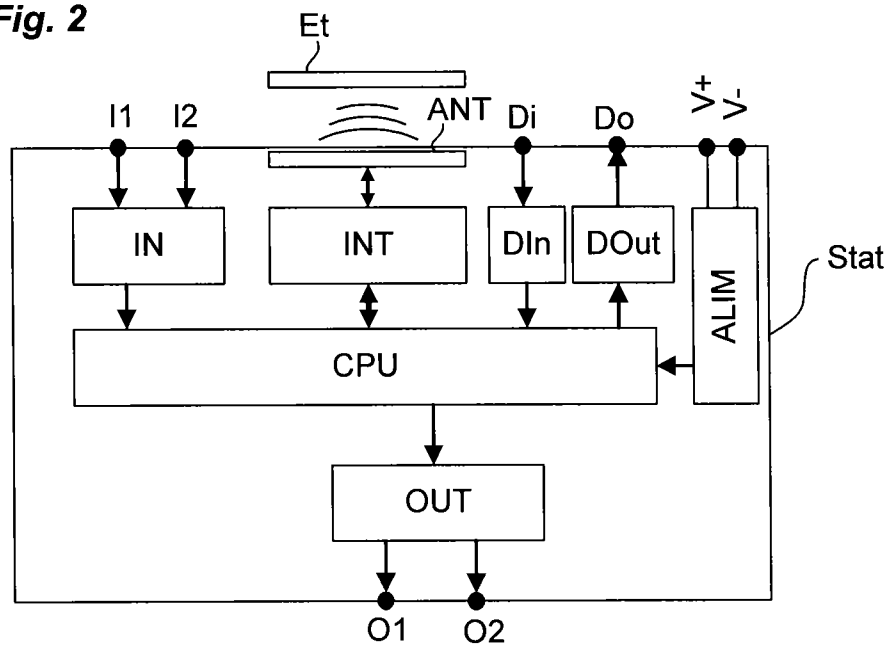 Fig. 2
Et
I1 I2 ANT Di Do V+ V-
IN INT DIn DOut ALIM Stat
CPU
OUT
O1 O2